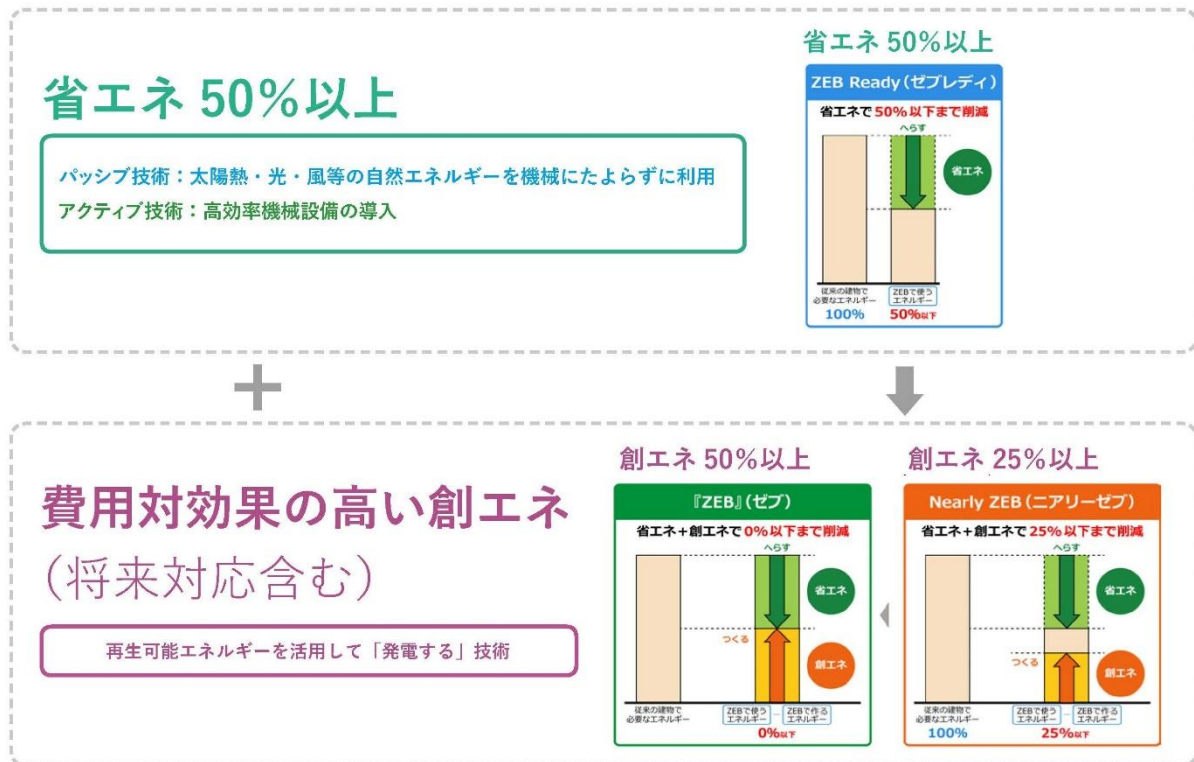 省エネ 50％以上
パッシブ技術：太陽熱・光・風等の自然エネルギーを機械にたよらずに利用
アクティブ技術：高効率機械設備の導入
省エネ 50％以上
ZEB Ready（ゼブレディ）
省エネで50％以下まで削減
へらす
省エネ
従来の建物で
必要なエネルギー
100%
ZEBで使う
エネルギー
50%以下
+
費用対効果の高い創エネ
（将来対応含む）
再生可能エネルギーを活用して「発電する」技術
創エネ 50％以上
『ZEB』（ゼブ）
省エネ＋創エネで0％以下まで削減
へらす
省エネ
つくる
創エネ
従来の建物で
必要なエネルギー
ZEBで使う
エネルギー
－
ZEBで作る
エネルギー
0%以下
創エネ 25％以上
Nearly ZEB（ニアリーゼブ）
省エネ＋創エネで25％以下まで削減
へらす
省エネ
つくる
創エネ
従来の建物で
必要なエネルギー
100%
ZEBで使う
エネルギー
－
ZEBで作る
エネルギー
25%以下